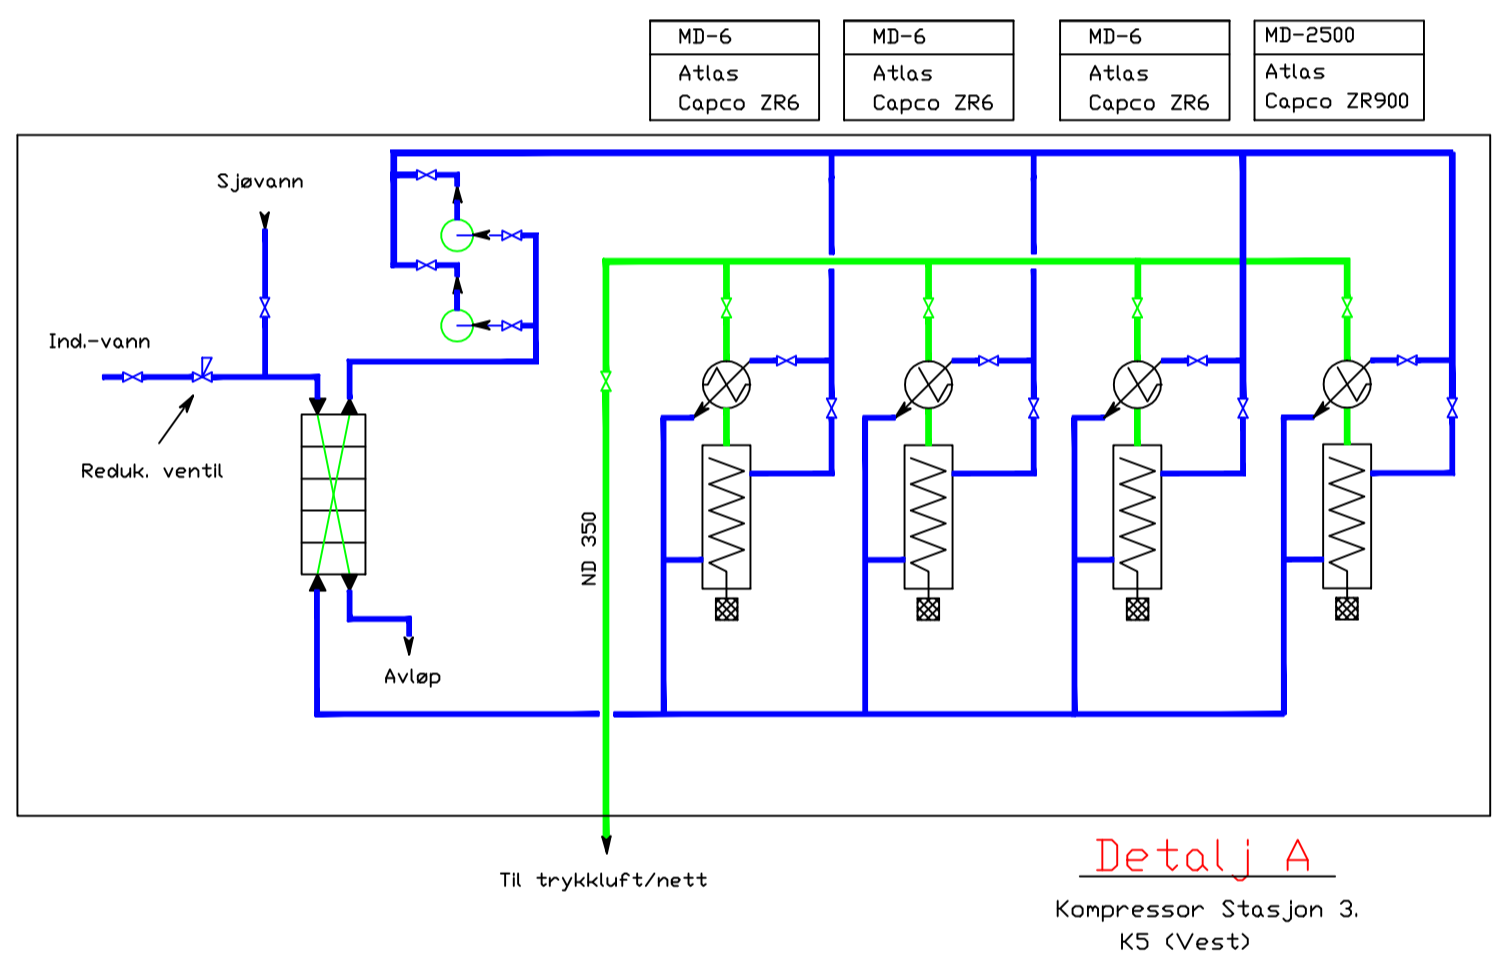 MD-6
Atlas
Capco ZR6
MD-6
Atlas
Capco ZR6
MD-6
Atlas
Capco ZR6
MD-2500
Atlas
Capco ZR900
Sjøvann
Ind.-vann
Reduk. ventil
Avløp
ND 350
Til trykkluft/nett
Detalj A
Kompressor Stasjon 3.
K5 (Vest)